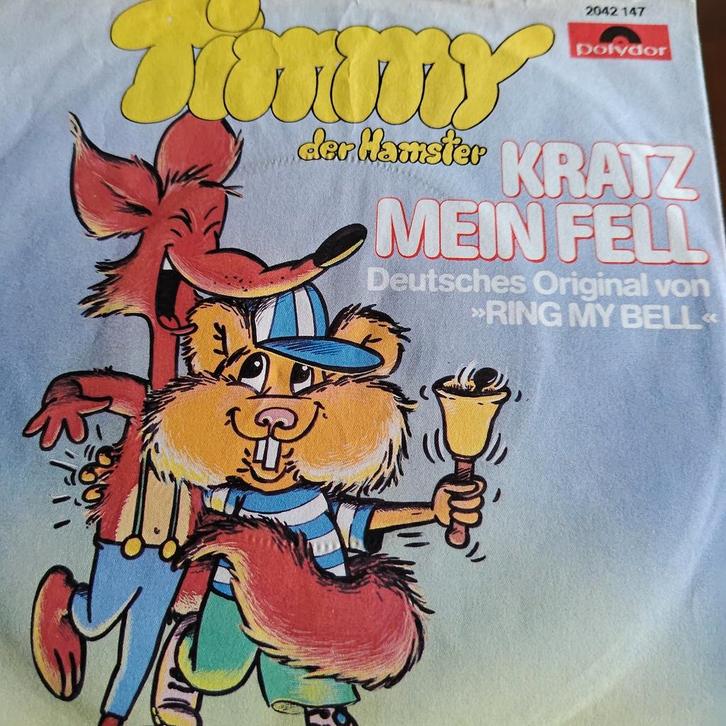 2042 147
polydor
Timmy
der Hamster
KRATZ
MEIN FELL
Deutsches Original von
»RING MY BELL«